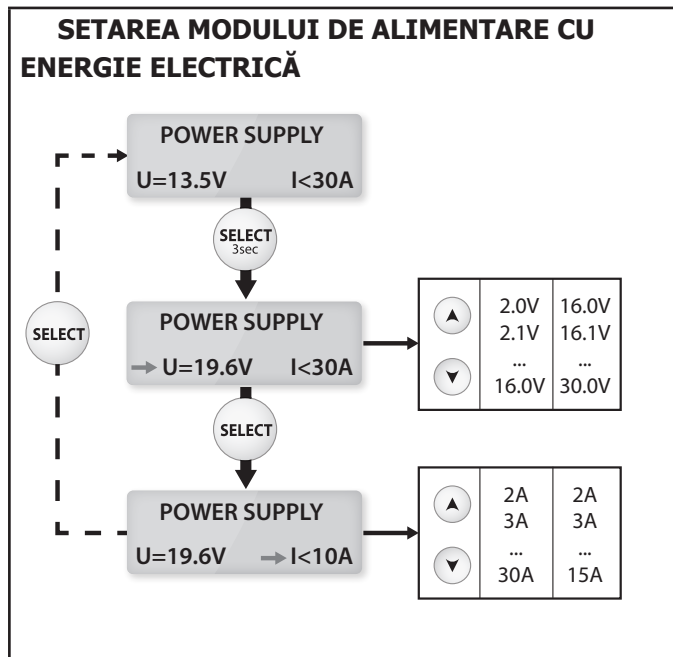 SETAREA MODULUI DE ALIMENTARE CU
ENERGIE ELECTRICĂ
POWER SUPPLY
U=13.5V I<30A
SELECT
3sec
POWER SUPPLY
U=19.6V I<30A
2.0V 16.0V
2.1V 16.1V
... ...
16.0V 30.0V
SELECT
SELECT
POWER SUPPLY
U=19.6V I<10A
2A 2A
3A 3A
... ...
30A 15A